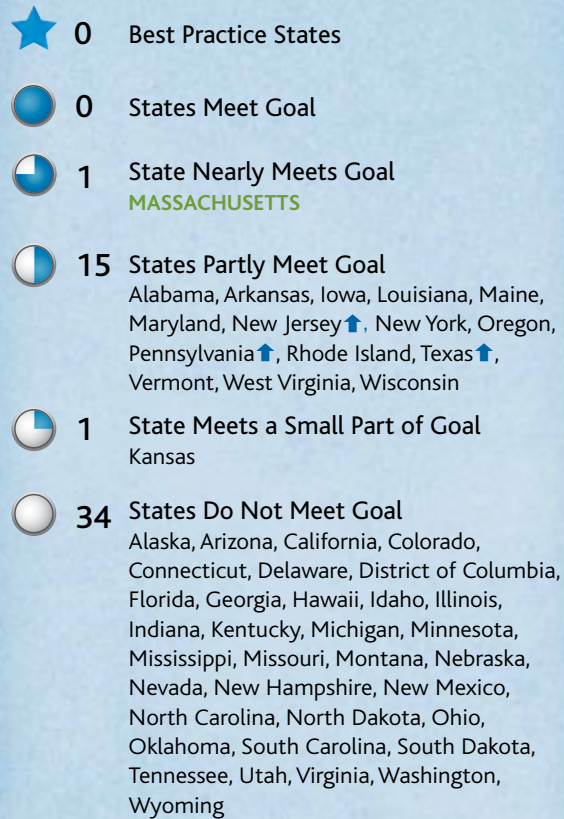 0 Best Practice States
0 States Meet Goal
1 State Nearly Meets Goal
MASSACHUSETTS
15 States Partly Meet Goal
Alabama, Arkansas, Iowa, Louisiana, Maine,
Maryland, New Jersey⬆, New York, Oregon,
Pennsylvania⬆, Rhode Island, Texas⬆,
Vermont, West Virginia, Wisconsin
1 State Meets a Small Part of Goal
Kansas
34 States Do Not Meet Goal
Alaska, Arizona, California, Colorado,
Connecticut, Delaware, District of Columbia,
Florida, Georgia, Hawaii, Idaho, Illinois,
Indiana, Kentucky, Michigan, Minnesota,
Mississippi, Missouri, Montana, Nebraska,
Nevada, New Hampshire, New Mexico,
North Carolina, North Dakota, Ohio,
Oklahoma, South Carolina, South Dakota,
Tennessee, Utah, Virginia, Washington,
Wyoming